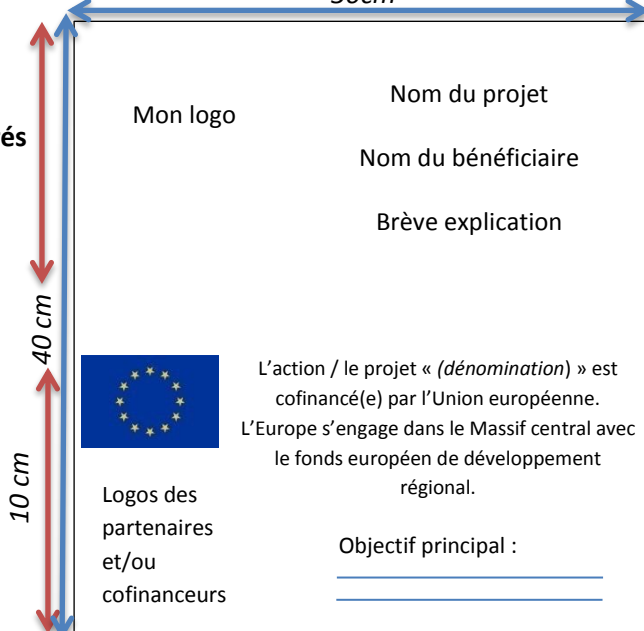 Mon logo
Nom du projet
Nom du bénéficiaire
Brève explication
40 cm
10 cm
L’action / le projet « (dénomination) » est
cofinancé(e) par l’Union européenne.
L’Europe s’engage dans le Massif central avec
le fonds européen de développement
régional.
Logos des
partenaires
et/ou
cofinanceurs
Objectif principal :